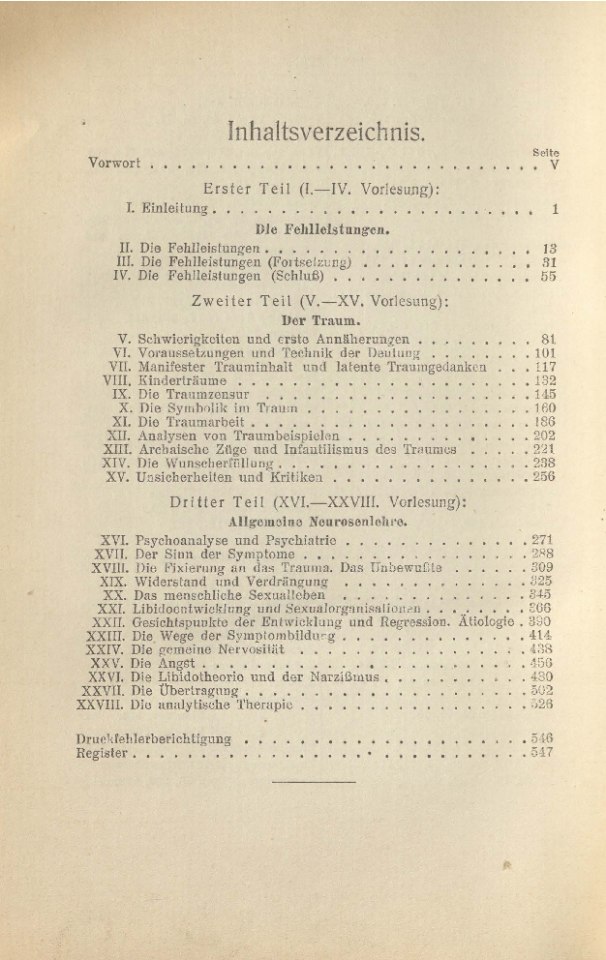 Inhaltsverzeichnis.
Seite
Vorwort . . . . . . . . . . . . . . . . . . . . . . . . . . . . . V
Erster Teil (I.—IV. Vorlesung):
I. Einleitung . . . . . . . . . . . . . . . . . . . . . . . . 1
Die Fehlleistungen.
II. Die Fehlleistungen . . . . . . . . . . . . . . . . . . . . 13
III. Die Fehlleistungen (Fortsetzung) . . . . . . . . . . . . . 31
IV. Die Fehlleistungen (Schluß) . . . . . . . . . . . . . . . 55
Zweiter Teil (V.—XV. Vorlesung):
Der Traum.
V. Schwierigkeiten und erste Annäherungen . . . . . . . . . 81
VI. Voraussetzungen und Technik der Deutung . . . . . . . . 101
VII. Manifester Trauminhalt und latente Traumgedanken . . . 117
VIII. Kinderträume . . . . . . . . . . . . . . . . . . . . . 132
IX. Die Traumzensur . . . . . . . . . . . . . . . . . . . . 145
X. Die Symbolik im Traum . . . . . . . . . . . . . . . . . 160
XI. Die Traumarbeit . . . . . . . . . . . . . . . . . . . . 186
XII. Analysen von Traumbeispielen . . . . . . . . . . . . . 202
XIII. Archaische Züge und Infantilismus des Traumes . . . . . 221
XIV. Die Wunscherfüllung . . . . . . . . . . . . . . . . . . 238
XV. Unsicherheiten und Kritiken . . . . . . . . . . . . . . 256
Dritter Teil (XVI.—XXVIII. Vorlesung):
Allgemeine Neurosenlehre.
XVI. Psychoanalyse und Psychiatrie . . . . . . . . . . . . . 271
XVII. Der Sinn der Symptome . . . . . . . . . . . . . . . . 288
XVIII. Die Fixierung an das Trauma. Das Unbewußte . . . . . . 309
XIX. Widerstand und Verdrängung . . . . . . . . . . . . . . 325
XX. Das menschliche Sexualleben . . . . . . . . . . . . . . 345
XXI. Libidoentwicklung und Sexualorganisationen . . . . . . . 366
XXII. Gesichtspunkte der Entwicklung und Regression. Ätiologie . 390
XXIII. Die Wege der Symptombildung . . . . . . . . . . . . . 414
XXIV. Die gemeine Nervosität . . . . . . . . . . . . . . . . 438
XXV. Die Angst . . . . . . . . . . . . . . . . . . . . . . . 456
XXVI. Die Libidotheorie und der Narzißmus . . . . . . . . . . 480
XXVII. Die Übertragung . . . . . . . . . . . . . . . . . . . 502
XXVIII. Die analytische Therapie . . . . . . . . . . . . . . . 526
Druckfehlerberichtigung . . . . . . . . . . . . . . . . . . . 546
Register . . . . . . . . . . . . . . . . . . . . . . . . . . . 547